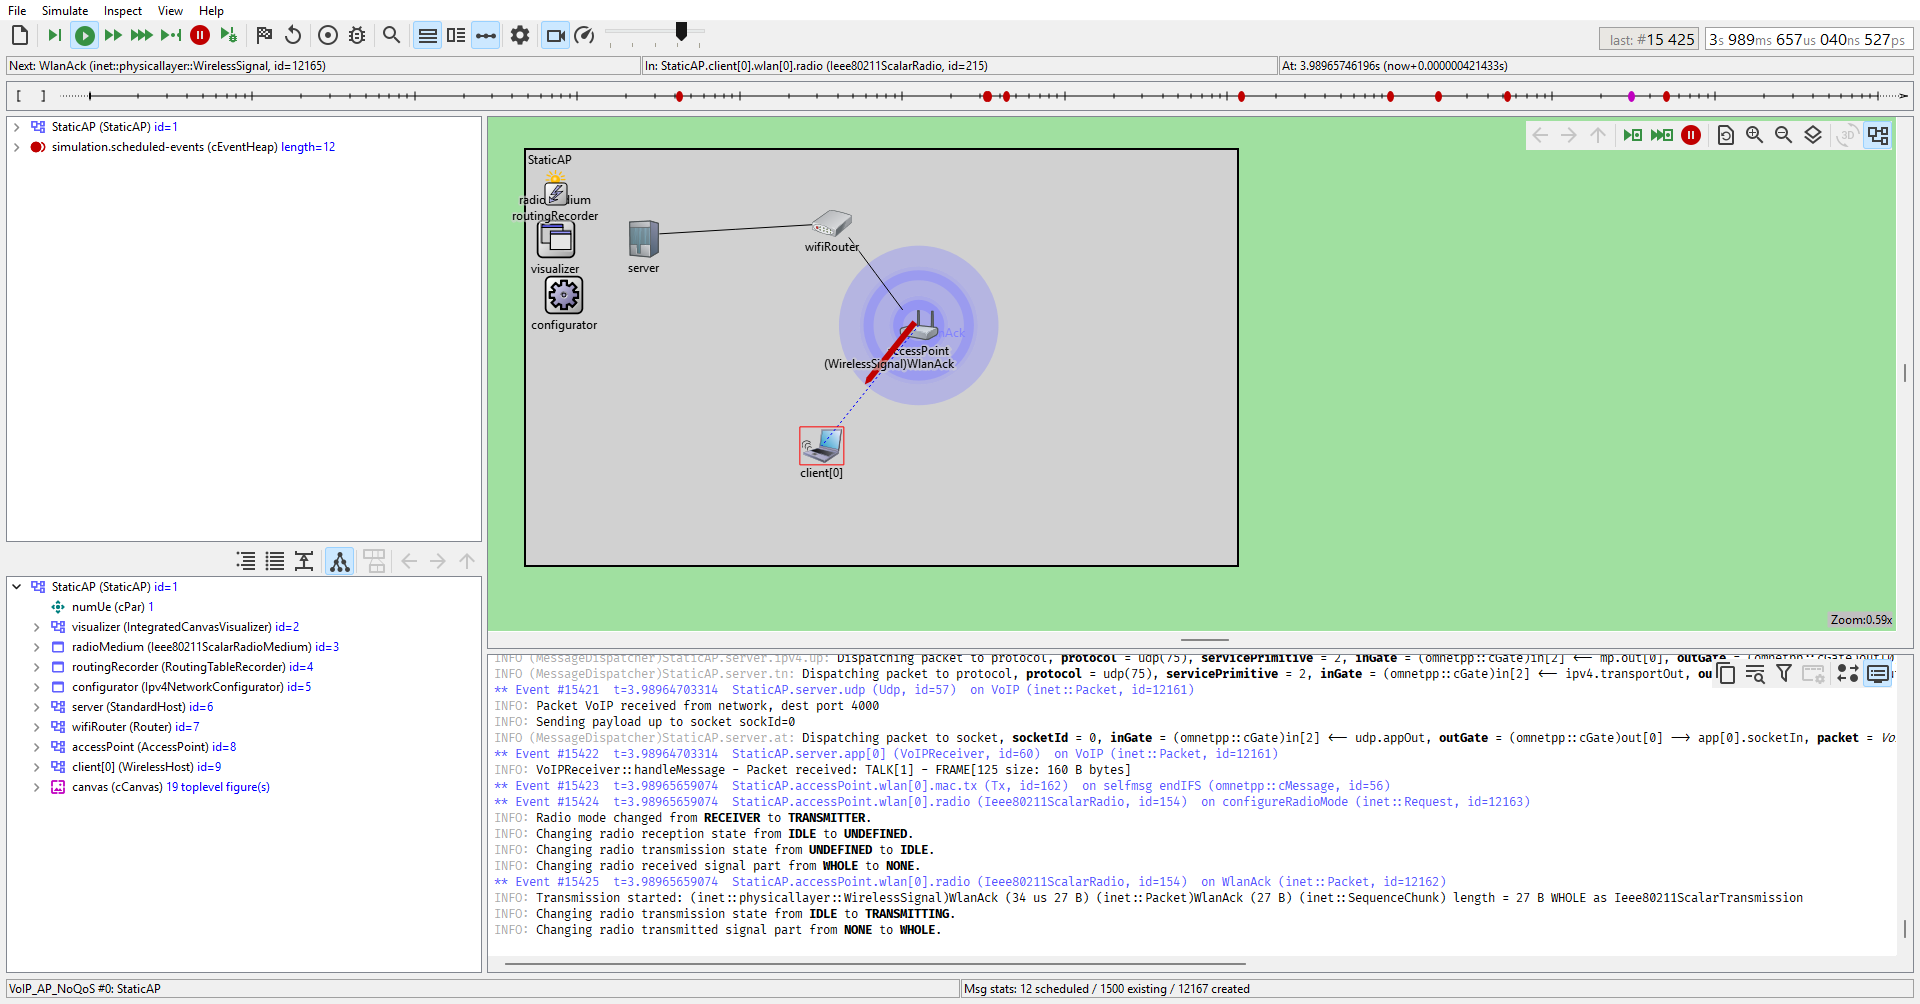 File Simulate Inspect View Help
last: #15 425 3s 989ms 657us 040ns 527ps
Next: WlanAck (inet::physicallayer::WirelessSignal, id=12165) In: StaticAP.client[0].wlan[0].radio (Ieee80211ScalarRadio, id=215) At: 3.98965746196s (now+0.000000421433s)
[ ]
StaticAP (StaticAP) id=1
simulation.scheduled-events (cEventHeap) length=12
3D
StaticAP
routingRecorder
visualizer
configurator
server
wifiRouter
(WirelessSignal)WlanAck
client[0]
Zoom:0.59x
StaticAP (StaticAP) id=1
numUe (cPar) 1
visualizer (IntegratedCanvasVisualizer) id=2
radioMedium (Ieee80211ScalarRadioMedium) id=3
routingRecorder (RoutingTableRecorder) id=4
configurator (Ipv4NetworkConfigurator) id=5
server (StandardHost) id=6
wifiRouter (Router) id=7
accessPoint (AccessPoint) id=8
client[0] (WirelessHost) id=9
canvas (cCanvas) 19 toplevel figure(s)
INFO (MessageDispatcher)StaticAP.server.ipv4.up: Dispatching packet to protocol, protocol = udp(75), servicePrimitive = 2, inGate = (omnetpp::cGate)in[2] <-- mp.out[0], outGate = (omnetpp::cGate)out[0]
INFO (MessageDispatcher)StaticAP.server.tn: Dispatching packet to protocol, protocol = udp(75), servicePrimitive = 2, inGate = (omnetpp::cGate)in[2] <-- ipv4.transportOut, ou
** Event #15421 t=3.98964703314 StaticAP.server.udp (Udp, id=57) on VoIP (inet::Packet, id=12161)
INFO: Packet VoIP received from network, dest port 4000
INFO: Sending payload up to socket sockId=0
INFO (MessageDispatcher)StaticAP.server.at: Dispatching packet to socket, socketId = 0, inGate = (omnetpp::cGate)in[2] <-- udp.appOut, outGate = (omnetpp::cGate)out[0] --> app[0].socketIn, packet = Vo
** Event #15422 t=3.98964703314 StaticAP.server.app[0] (VoIPReceiver, id=60) on VoIP (inet::Packet, id=12161)
INFO: VoIPReceiver::handleMessage - Packet received: TALK[1] - FRAME[125 size: 160 B bytes]
** Event #15423 t=3.98965659074 StaticAP.accessPoint.wlan[0].mac.tx (Tx, id=162) on selfmsg endIFS (omnetpp::cMessage, id=56)
** Event #15424 t=3.98965659074 StaticAP.accessPoint.wlan[0].radio (Ieee80211ScalarRadio, id=154) on configureRadioMode (inet::Request, id=12163)
INFO: Radio mode changed from RECEIVER to TRANSMITTER.
INFO: Changing radio reception state from IDLE to UNDEFINED.
INFO: Changing radio transmission state from UNDEFINED to IDLE.
INFO: Changing radio received signal part from WHOLE to NONE.
** Event #15425 t=3.98965659074 StaticAP.accessPoint.wlan[0].radio (Ieee80211ScalarRadio, id=154) on WlanAck (inet::Packet, id=12162)
INFO: Transmission started: (inet::physicallayer::WirelessSignal)WlanAck (34 us 27 B) (inet::Packet)WlanAck (27 B) (inet::SequenceChunk) length = 27 B WHOLE as Ieee80211ScalarTransmission
INFO: Changing radio transmission state from IDLE to TRANSMITTING.
INFO: Changing radio transmitted signal part from NONE to WHOLE.
VoIP_AP_NoQoS #0: StaticAP Msg stats: 12 scheduled / 1500 existing / 12167 created